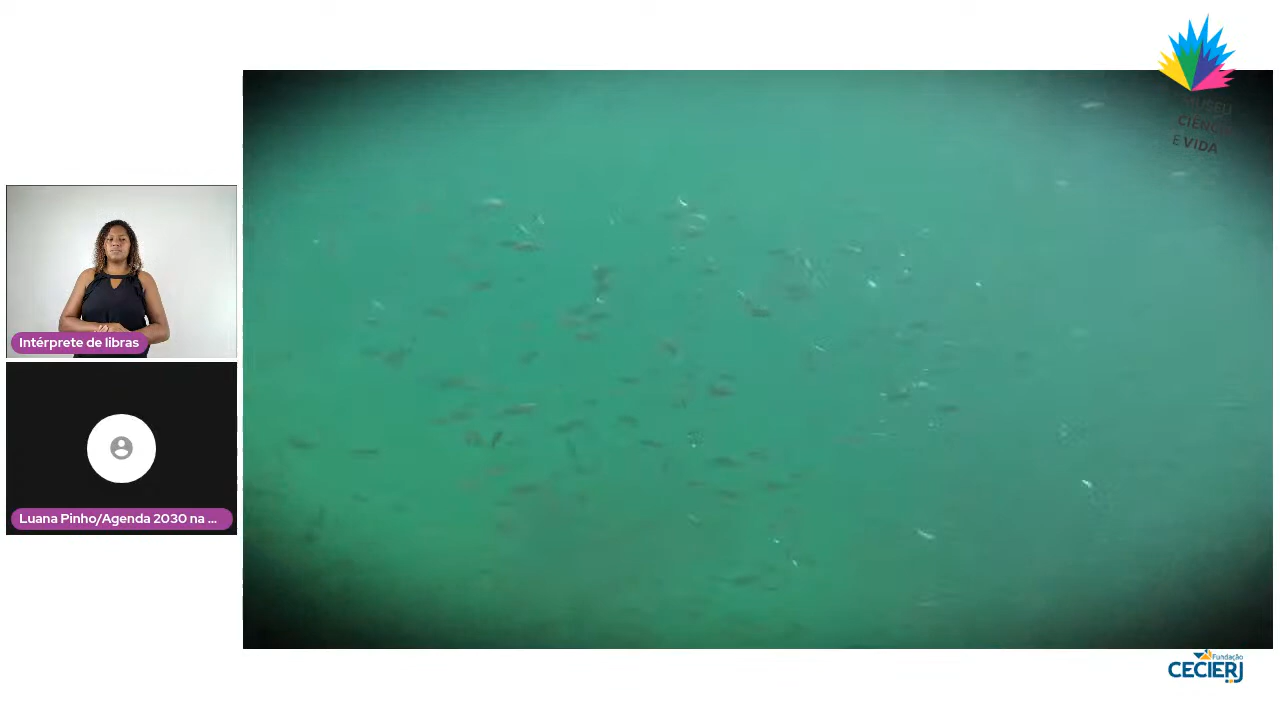 MUSEU
CIÊNCIA
E VIDA
Intérprete de libras
Luana Pinho/Agenda 2030 na ...
Fundação
CECIERJ